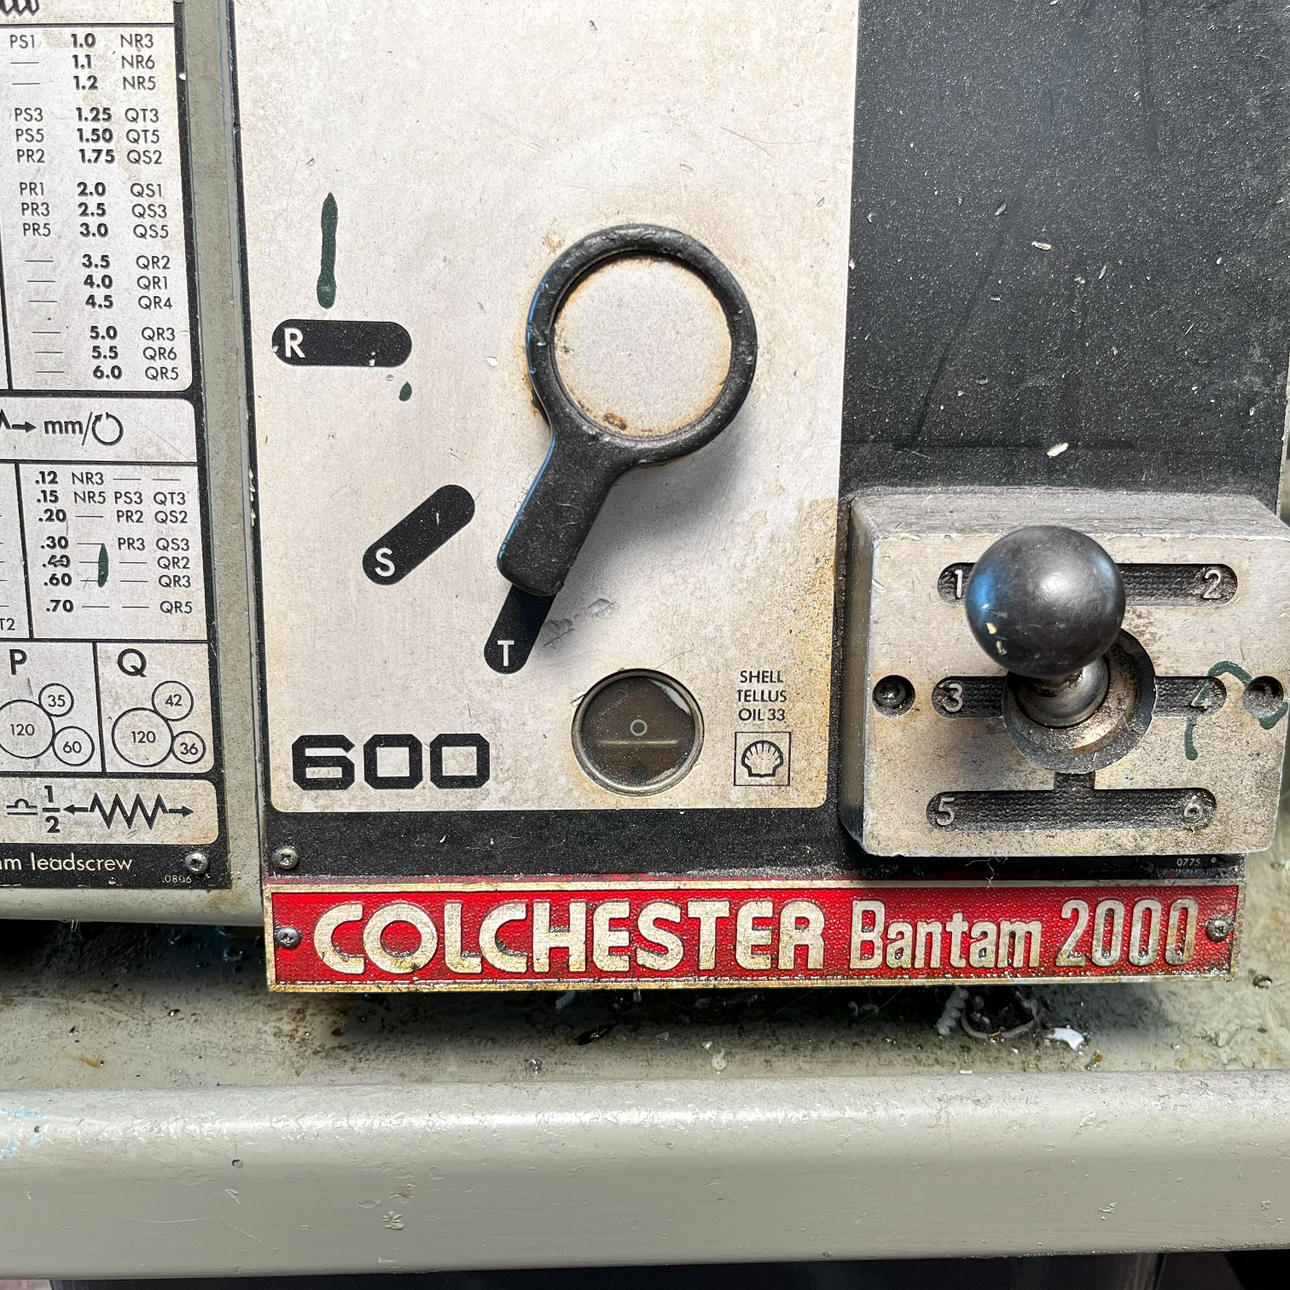 PS1 1.0 NR3
— 1.1 NR6
— 1.2 NR5
PS3 1.25 QT3
PS5 1.50 QT5
PR2 1.75 QS2
PR1 2.0 QS1
PR3 2.5 QS3
PR5 3.0 QS5
— 3.5 QR2
— 4.0 QR1
— 4.5 QR4
— 5.0 QR3
— 5.5 QR6
— 6.0 QR5
mm/
.12 NR3 — —
.15 NR5 PS3 QT3
.20 — PR2 QS2
.30 — PR3 QS3
.40 — QR2
.60 — QR3
.70 — — QR5
T2
P Q
35 42
120 120
60 36
1/2
leadscrew
.0806
R
S
T
600
SHELL
TELLUS
OIL 33
1 2
3 4
5 6
0775
COLCHESTER Bantam 2000